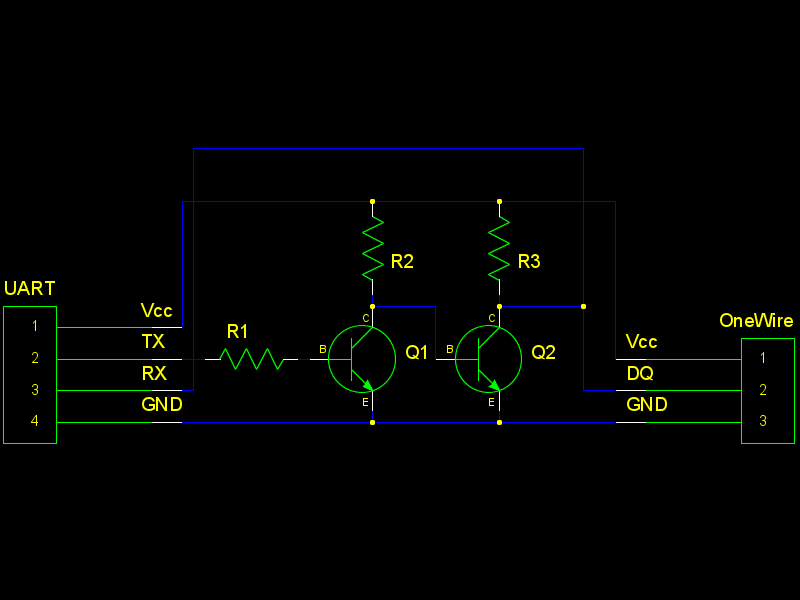 UART
Vcc
1
TX
2
RX
3
GND
4
R1
R2
C
B
Q1
E
R3
C
B
Q2
E
OneWire
Vcc
1
DQ
2
GND
3